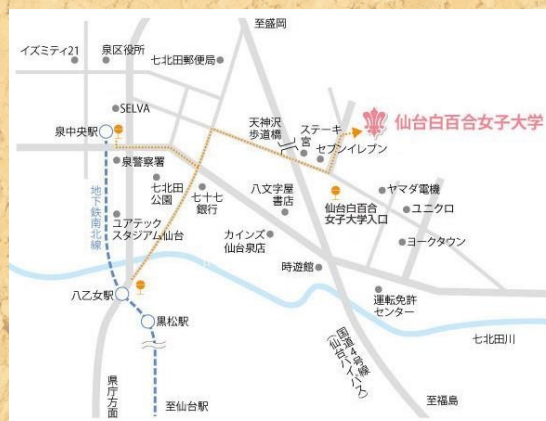 至盛岡
イズミティ21
泉区役所
七北田郵便局
SELVA
泉中央駅
天神沢
歩道橋
ステーキ
宮
セブンイレブン
仙台白百合女子大学
泉警察署
七北田
公園
七十七
銀行
八文字屋
書店
仙台白百合
女子大学入口
ヤマダ電機
ユニクロ
地下鉄南北線
ユアテック
スタジアム仙台
カインズ
仙台泉店
ヨークタウン
時遊館
八乙女駅
運転免許
センター
黒松駅
国道4号線
(仙台バイパス)
七北田川
県庁方面
至仙台駅
至福島